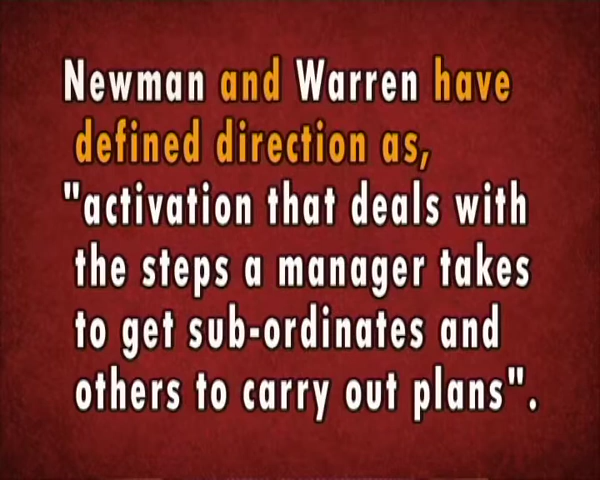 Newman and Warren have
defined direction as,
"activation that deals with
the steps a manager takes
to get sub-ordinates and
others to carry out plans".